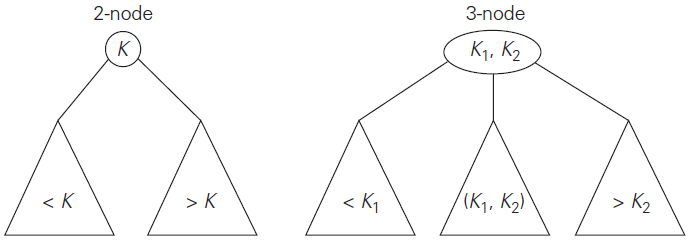 2-node 3-node
K K₁, K₂
< K > K < K₁ (K₁, K₂) > K₂